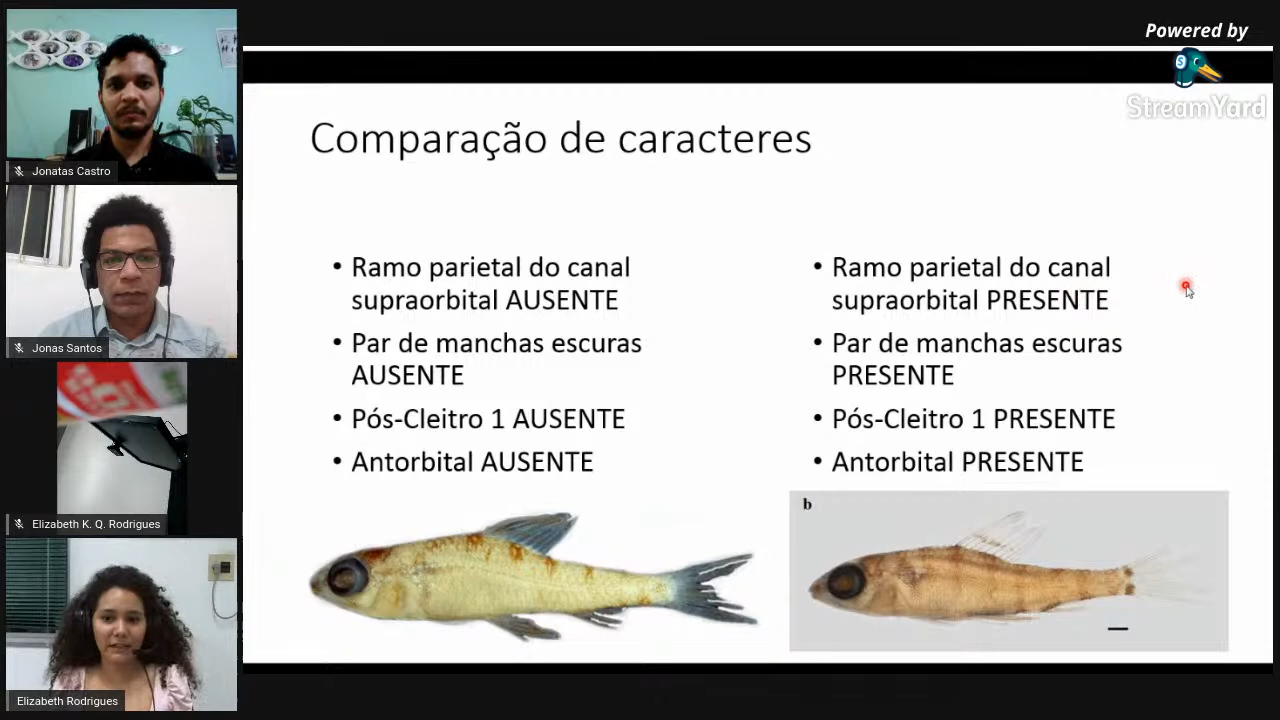 Powered by
StreamYard
Jonatas Castro
Jonas Santos
Elizabeth K. Q. Rodrigues
Elizabeth Rodrigues
Comparação de caracteres
• Ramo parietal do canal
supraorbital AUSENTE
• Par de manchas escuras
AUSENTE
• Pós-Cleitro 1 AUSENTE
• Antorbital AUSENTE
• Ramo parietal do canal
supraorbital PRESENTE
• Par de manchas escuras
PRESENTE
• Pós-Cleitro 1 PRESENTE
• Antorbital PRESENTE
b